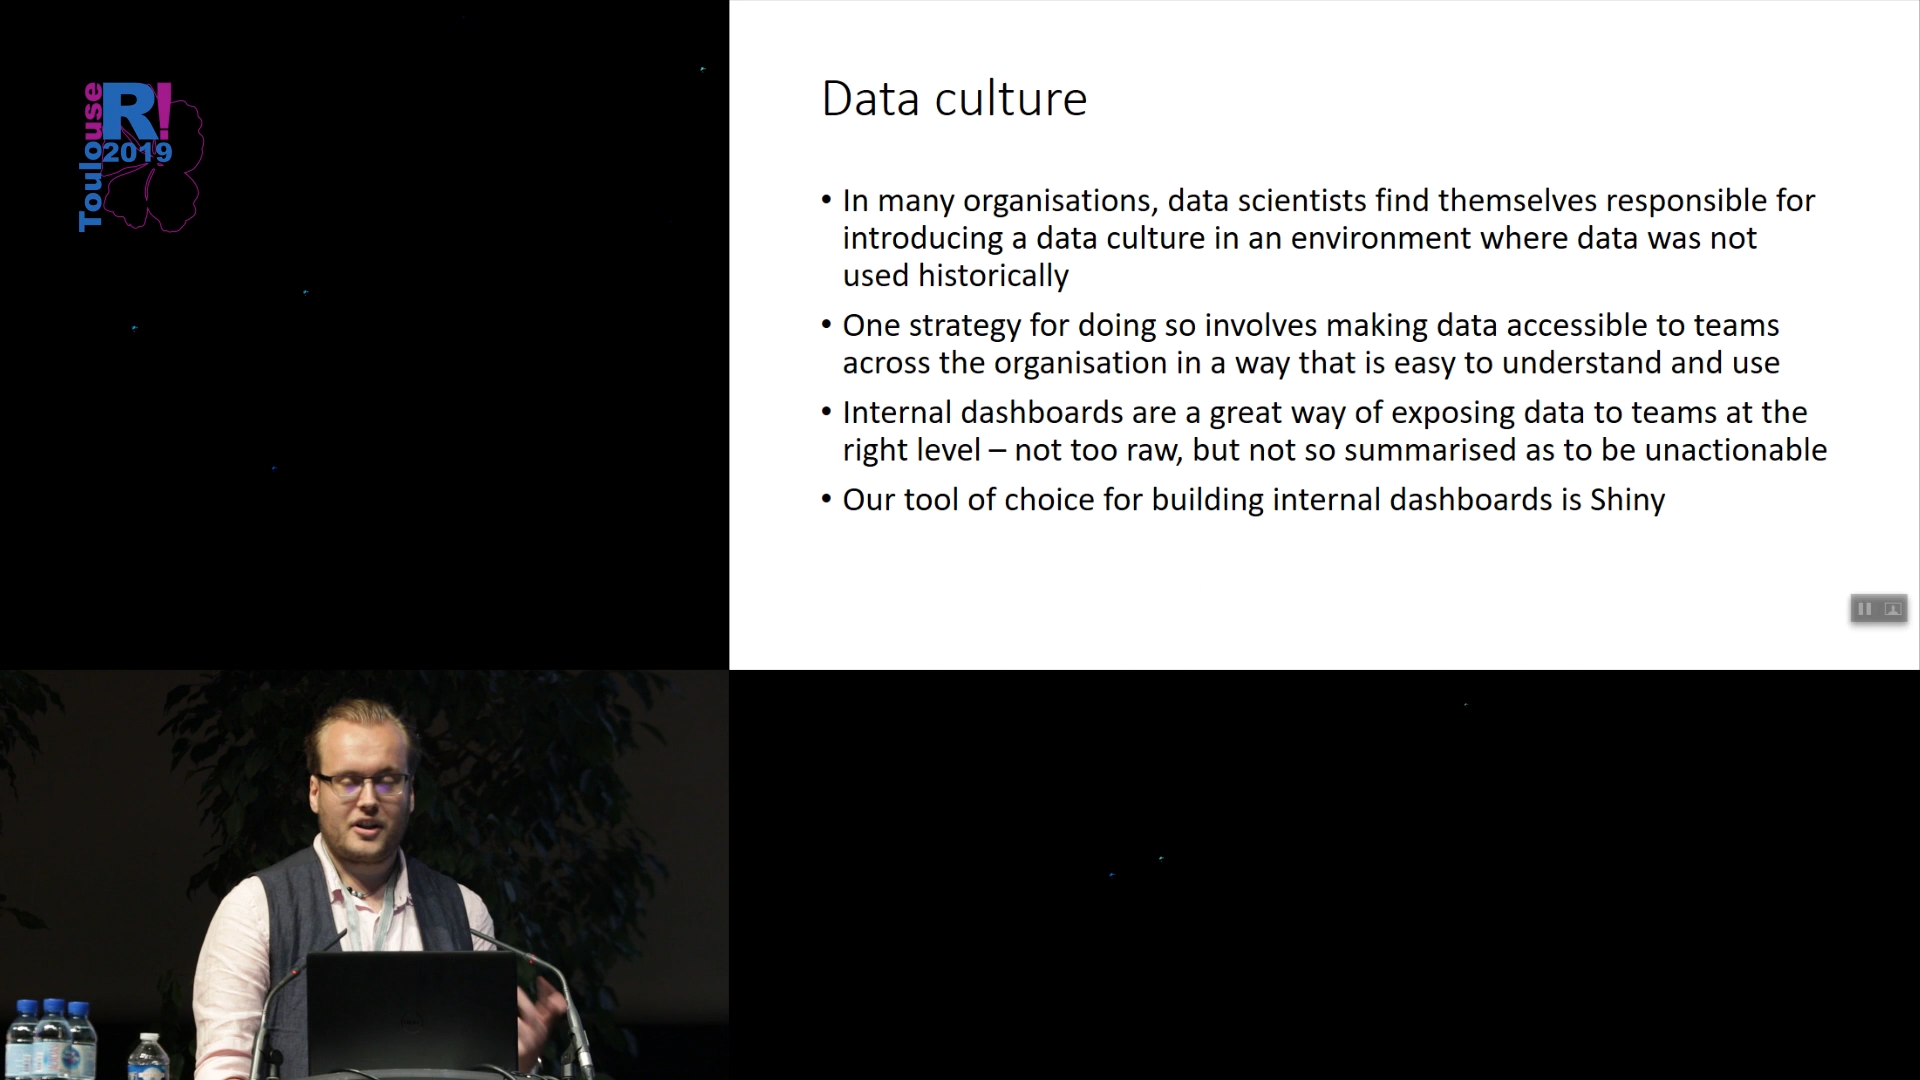 Toulouse
R!
2019
Data culture
• In many organisations, data scientists find themselves responsible for
introducing a data culture in an environment where data was not
used historically
• One strategy for doing so involves making data accessible to teams
across the organisation in a way that is easy to understand and use
• Internal dashboards are a great way of exposing data to teams at the
right level – not too raw, but not so summarised as to be unactionable
• Our tool of choice for building internal dashboards is Shiny